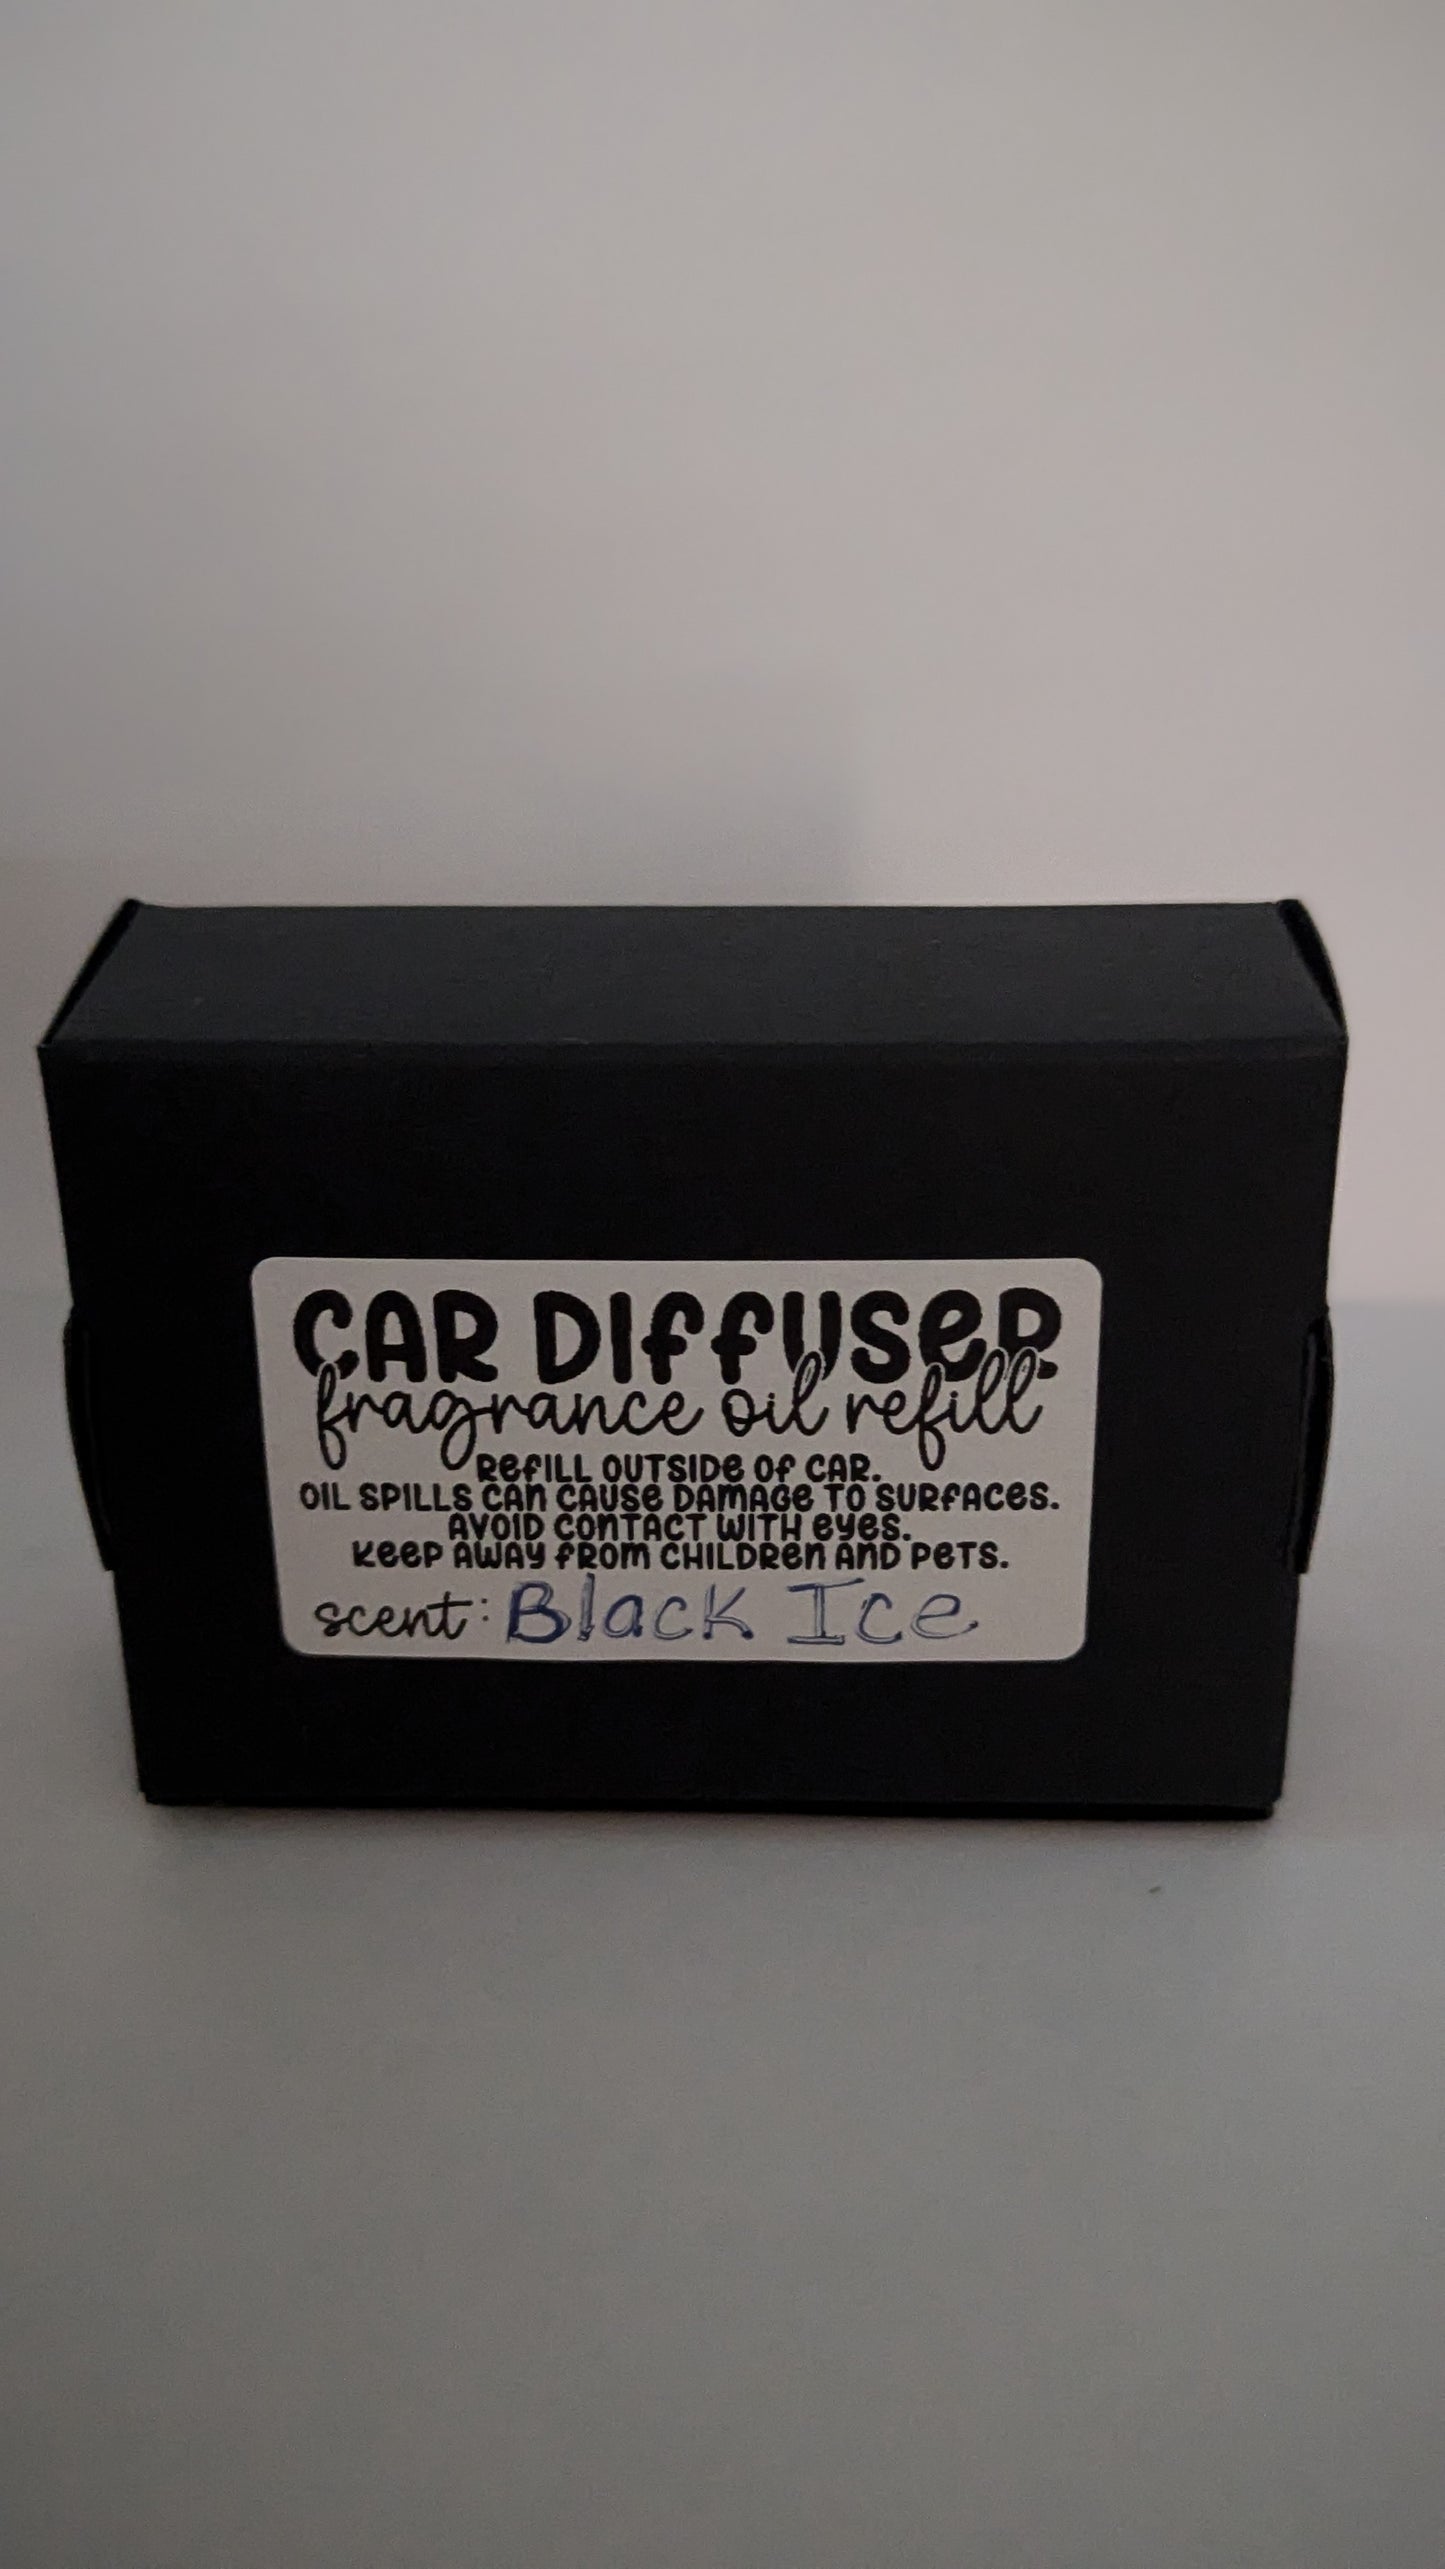 CAR DIFFUSER
fragrance oil refill
REFILL OUTSIDE OF CAR.
OIL SPILLS CAN CAUSE DAMAGE TO SURFACES.
AVOID CONTACT WITH EYES.
KEEP AWAY FROM CHILDREN AND PETS.
scent: Black Ice